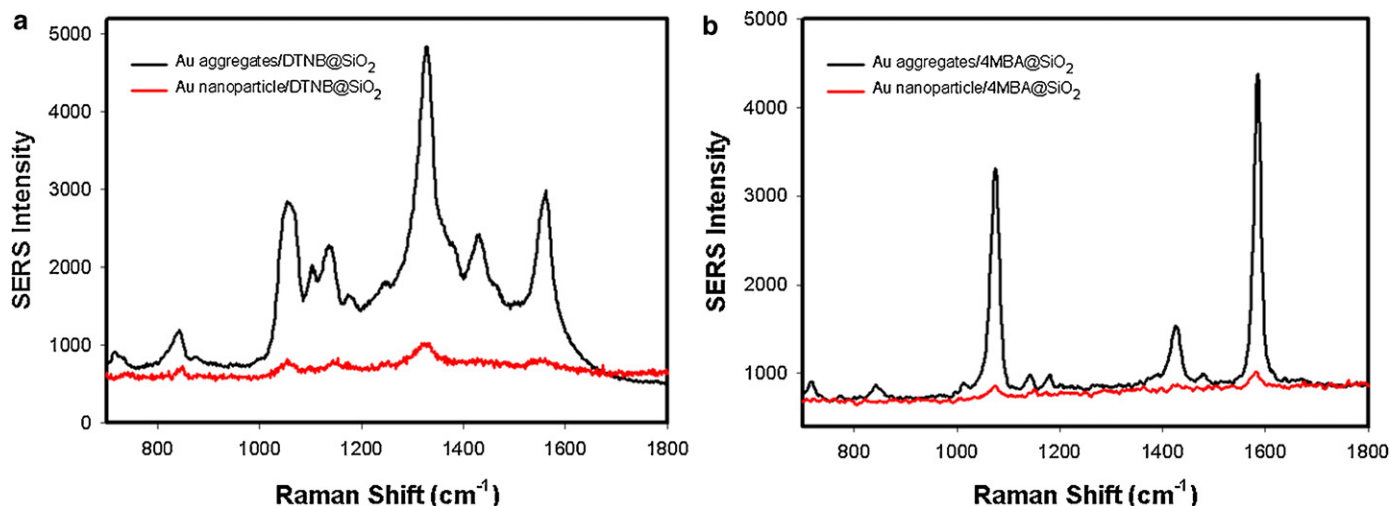 a
5000
4000
3000
2000
1000
0
SERS Intensity
Au aggregates/DTNB@SiO2
Au nanoparticle/DTNB@SiO2
800 1000 1200 1400 1600 1800
Raman Shift (cm-1)
b
5000
4000
3000
2000
1000
SERS Intensity
Au aggregates/4MBA@SiO2
Au nanoparticle/4MBA@SiO2
800 1000 1200 1400 1600 1800
Raman Shift (cm-1)